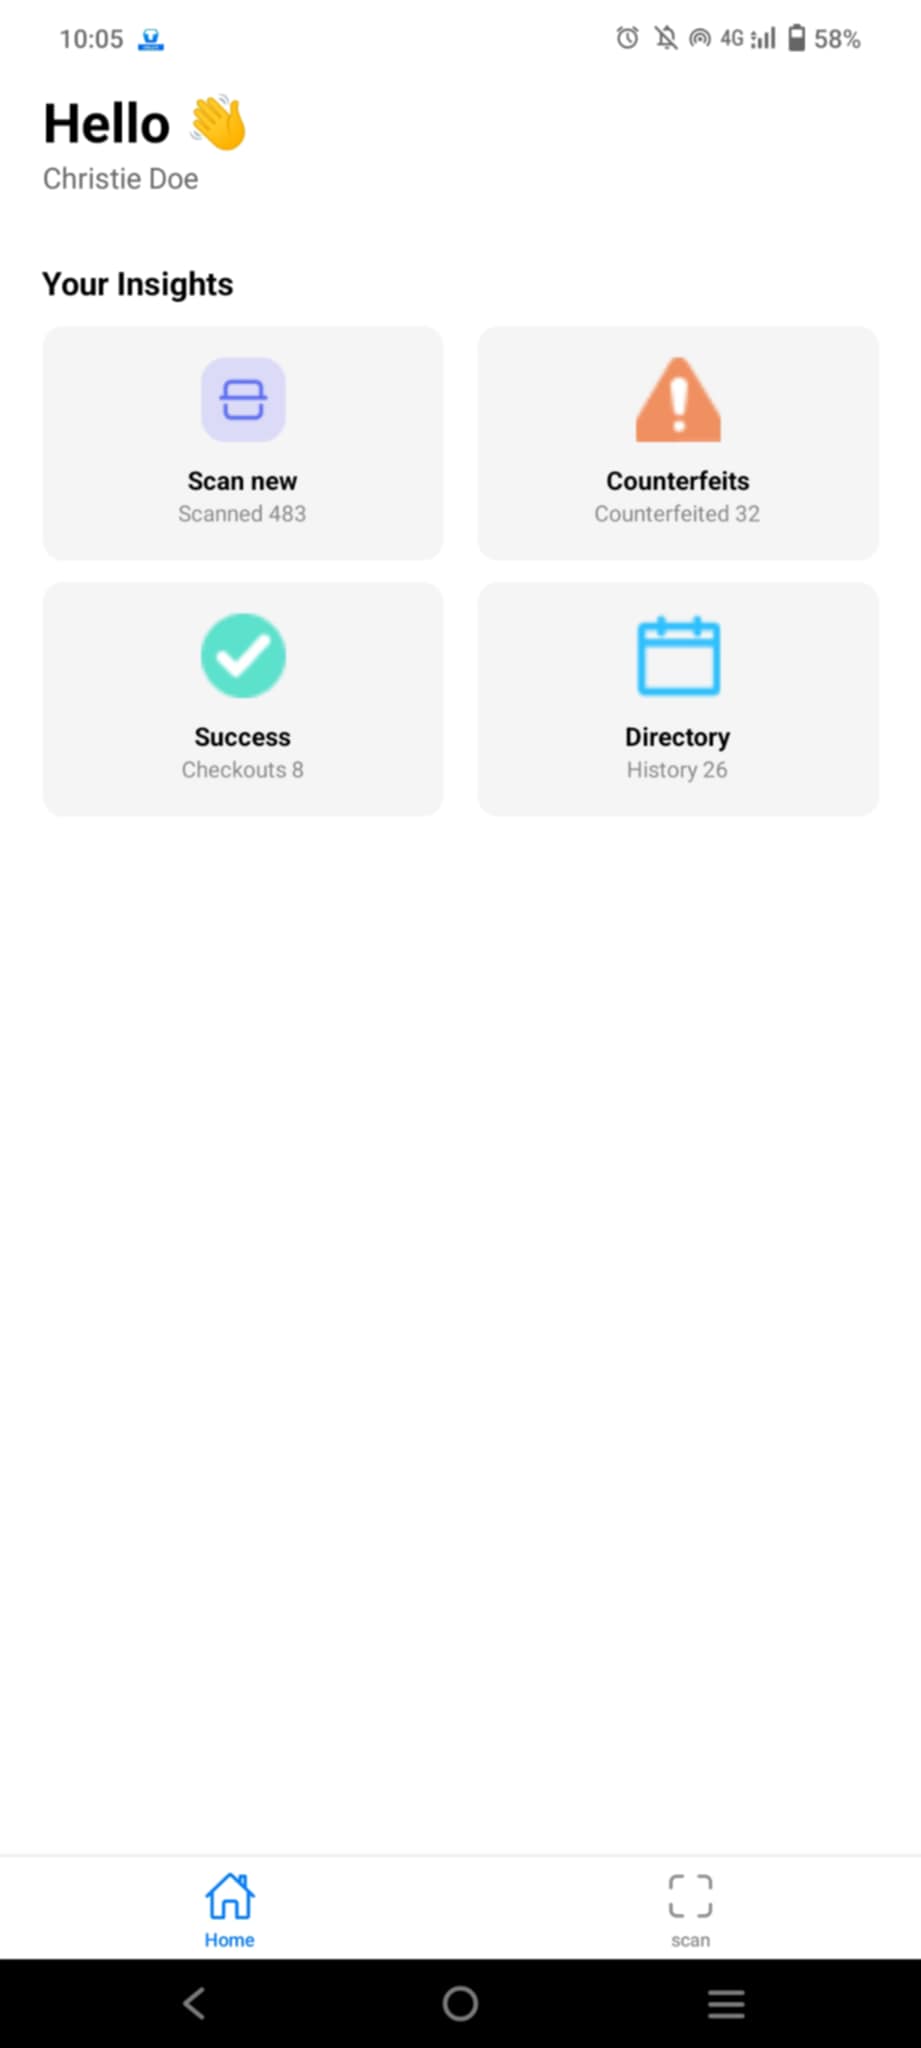 10:05
4G 58%
Hello 👋
Christie Doe
Your Insights
Scan new
Scanned 483
Counterfeits
Counterfeited 32
Success
Checkouts 8
Directory
History 26
Home
scan